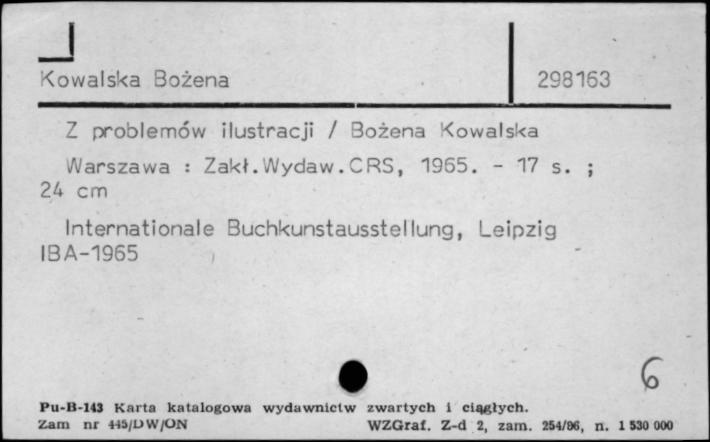 Kowalska Bożena 298163
Z problemów ilustracji / Bożena Kowalska
Warszawa : Zakł.Wydaw.CRS, 1965. - 17 s. ;
24 cm
Internationale Buchkunstausstellung, Leipzig
IBA-1965
6
Pu-B-143 Karta katalogowa wydawnictw zwartych i ciągłych.
Zam nr 445/DW/ON WZGraf. Z-d 2, zam. 254/86, n. 1 530 000